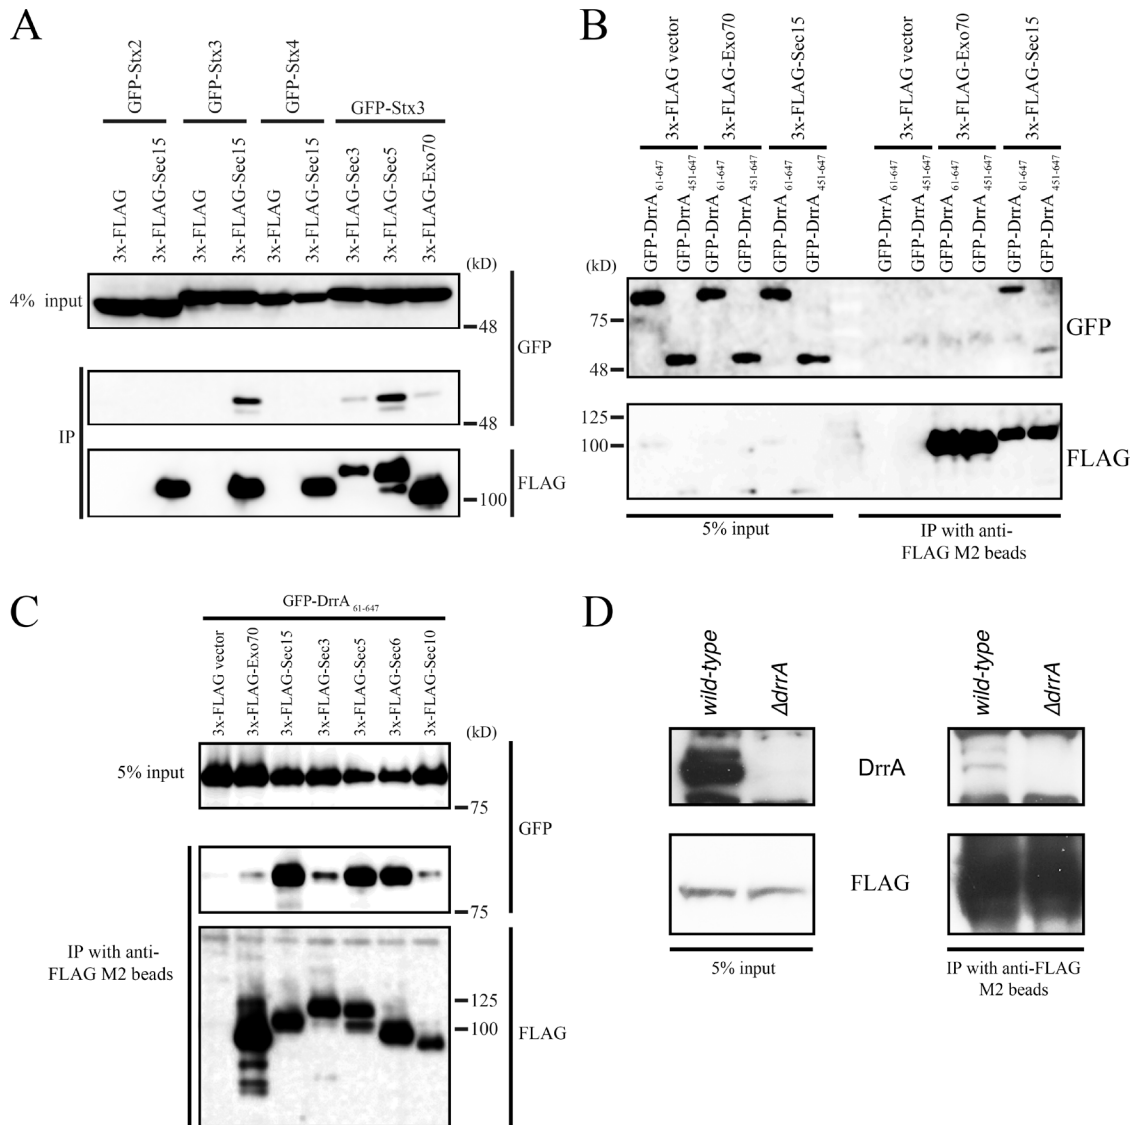 A
GFP-Stx2
GFP-Stx3
GFP-Stx4
GFP-Stx3
3x-FLAG
3x-FLAG-Sec15
3x-FLAG
3x-FLAG-Sec15
3x-FLAG
3x-FLAG-Sec15
3x-FLAG-Sec3
3x-FLAG-Sec5
3x-FLAG-Exo70
(kD)
4% input
48
GFP
IP
48
FLAG
100
B
3x-FLAG vector
3x-FLAG-Exo70
3x-FLAG-Sec15
3x-FLAG vector
3x-FLAG-Exo70
3x-FLAG-Sec15
GFP-DrrA 61-647
GFP-DrrA 451-647
GFP-DrrA 61-647
GFP-DrrA 451-647
GFP-DrrA 61-647
GFP-DrrA 451-647
GFP-DrrA 61-647
GFP-DrrA 451-647
GFP-DrrA 61-647
GFP-DrrA 451-647
GFP-DrrA 61-647
GFP-DrrA 451-647
(kD)
75
48
GFP
125
100
FLAG
5% input
IP with anti-
FLAG M2 beads
C
GFP-DrrA 61-647
3x-FLAG vector
3x-FLAG-Exo70
3x-FLAG-Sec15
3x-FLAG-Sec3
3x-FLAG-Sec5
3x-FLAG-Sec6
3x-FLAG-Sec10
(kD)
5% input
75
GFP
75
IP with anti-
FLAG M2 beads
125
100
FLAG
D
wild-type
ΔdrrA
wild-type
ΔdrrA
DrrA
FLAG
5% input
IP with anti-FLAG
M2 beads